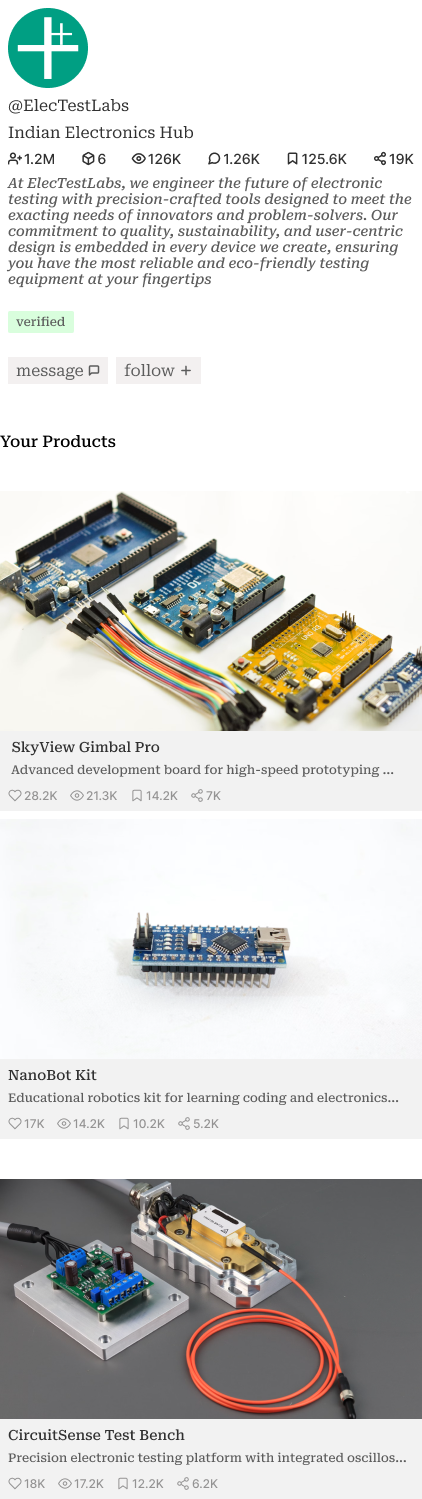 @ElecTestLabs
Indian Electronics Hub
1.2M 6 126K 1.26K 125.6K 19K
At ElecTestLabs, we engineer the future of electronic
testing with precision-crafted tools designed to meet the
exacting needs of innovators and problem-solvers. Our
commitment to quality, sustainability, and user-centric
design is embedded in every device we create, ensuring
you have the most reliable and eco-friendly testing
equipment at your fingertips
verified
message follow
Your Products
SkyView Gimbal Pro
Advanced development board for high-speed prototyping ...
28.2K 21.3K 14.2K 7K
NanoBot Kit
Educational robotics kit for learning coding and electronics...
17K 14.2K 10.2K 5.2K
CircuitSense Test Bench
Precision electronic testing platform with integrated oscillos...
18K 17.2K 12.2K 6.2K